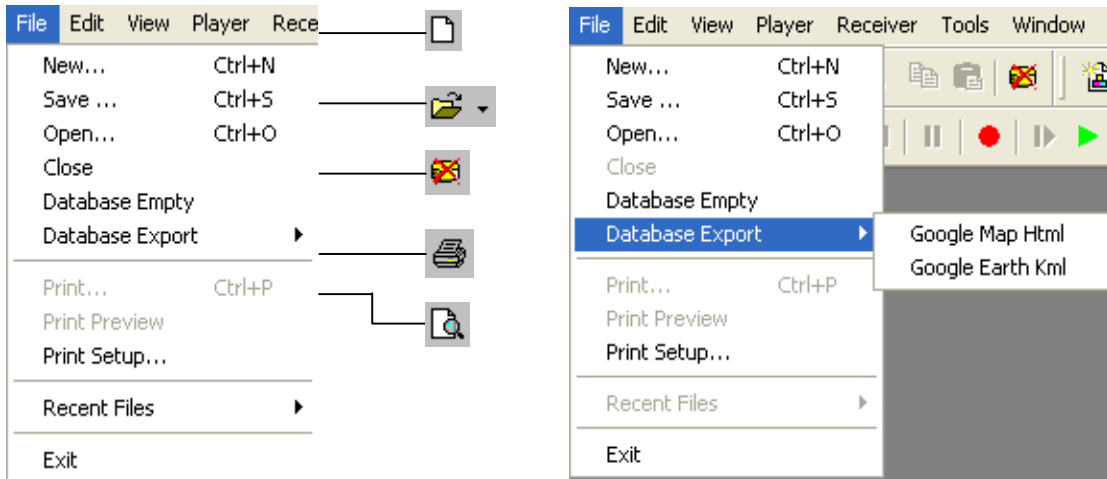 File Edit View Player Rece
New... Ctrl+N
Save ... Ctrl+S
Open... Ctrl+O
Close
Database Empty
Database Export
Print... Ctrl+P
Print Preview
Print Setup...
Recent Files
Exit
File Edit View Player Receiver Tools Window
New... Ctrl+N
Save ... Ctrl+S
Open... Ctrl+O
Close
Database Empty
Database Export
Google Map Html
Google Earth Kml
Print... Ctrl+P
Print Preview
Print Setup...
Recent Files
Exit